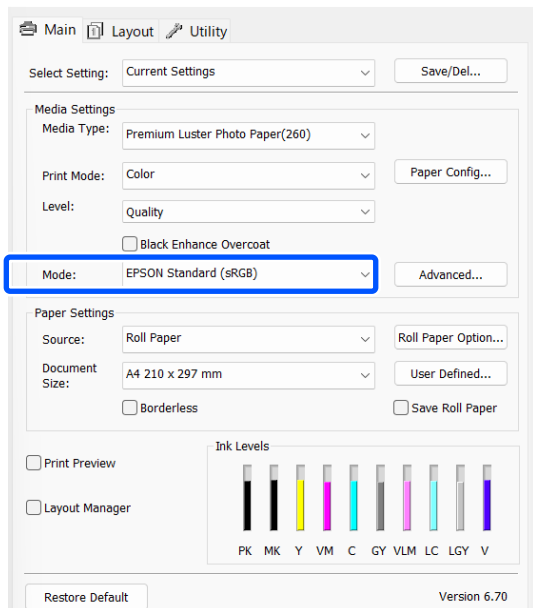 Main Layout Utility
Select Setting: Current Settings Save/Del...
Media Settings
Media Type: Premium Luster Photo Paper(260)
Print Mode: Color Paper Config...
Level: Quality
Black Enhance Overcoat
Mode: EPSON Standard (sRGB) Advanced...
Paper Settings
Source: Roll Paper Roll Paper Option...
Document
Size: A4 210 x 297 mm User Defined...
Borderless Save Roll Paper
Ink Levels
Print Preview
Layout Manager
PK MK Y VM C GY VLM LC LGY V
Restore Default Version 6.70